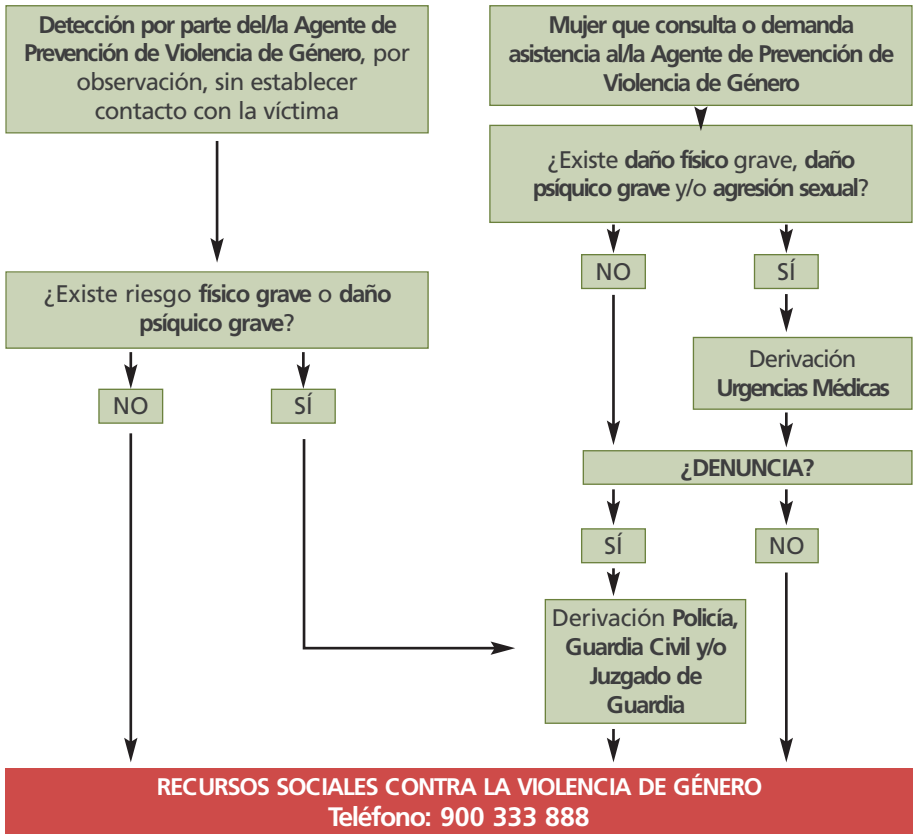 Detección por parte del/la Agente de
Prevención de Violencia de Género, por
observación, sin establecer
contacto con la víctima
Mujer que consulta o demanda
asistencia al/la Agente de Prevención de
Violencia de Género
¿Existe daño físico grave, daño
psíquico grave y/o agresión sexual?
NO
SÍ
¿Existe riesgo físico grave o daño
psíquico grave?
Derivación
Urgencias Médicas
NO
SÍ
¿DENUNCIA?
SÍ
NO
Derivación Policía,
Guardia Civil y/o
Juzgado de
Guardia
RECURSOS SOCIALES CONTRA LA VIOLENCIA DE GÉNERO
Teléfono: 900 333 888